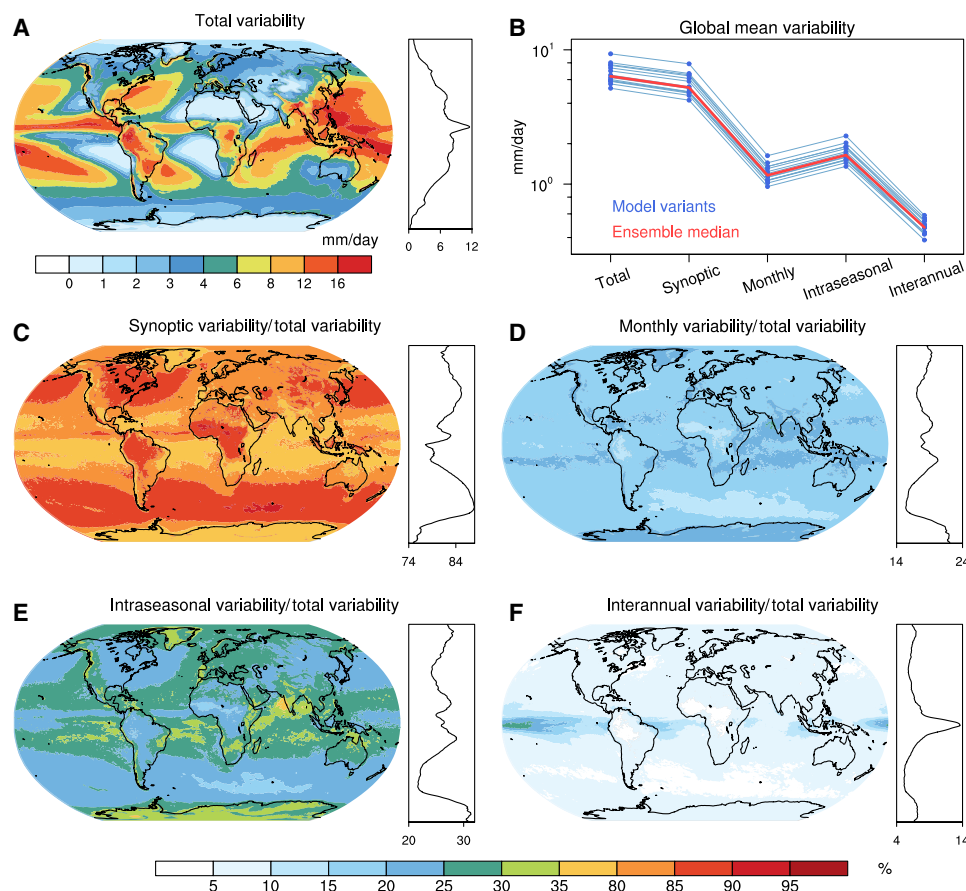 A
Total variability
0 6 12
mm/day
0 1 2 3 4 6 8 12 16
B
Global mean variability
10^1
10^0
mm/day
Model variants
Ensemble median
Total Synoptic Monthly Intraseasonal Interannual
C
Synoptic variability/total variability
74 84
D
Monthly variability/total variability
14 24
E
Intraseasonal variability/total variability
20 30
F
Interannual variability/total variability
4 14
5 10 15 20 25 30 35 80 85 90 95 %